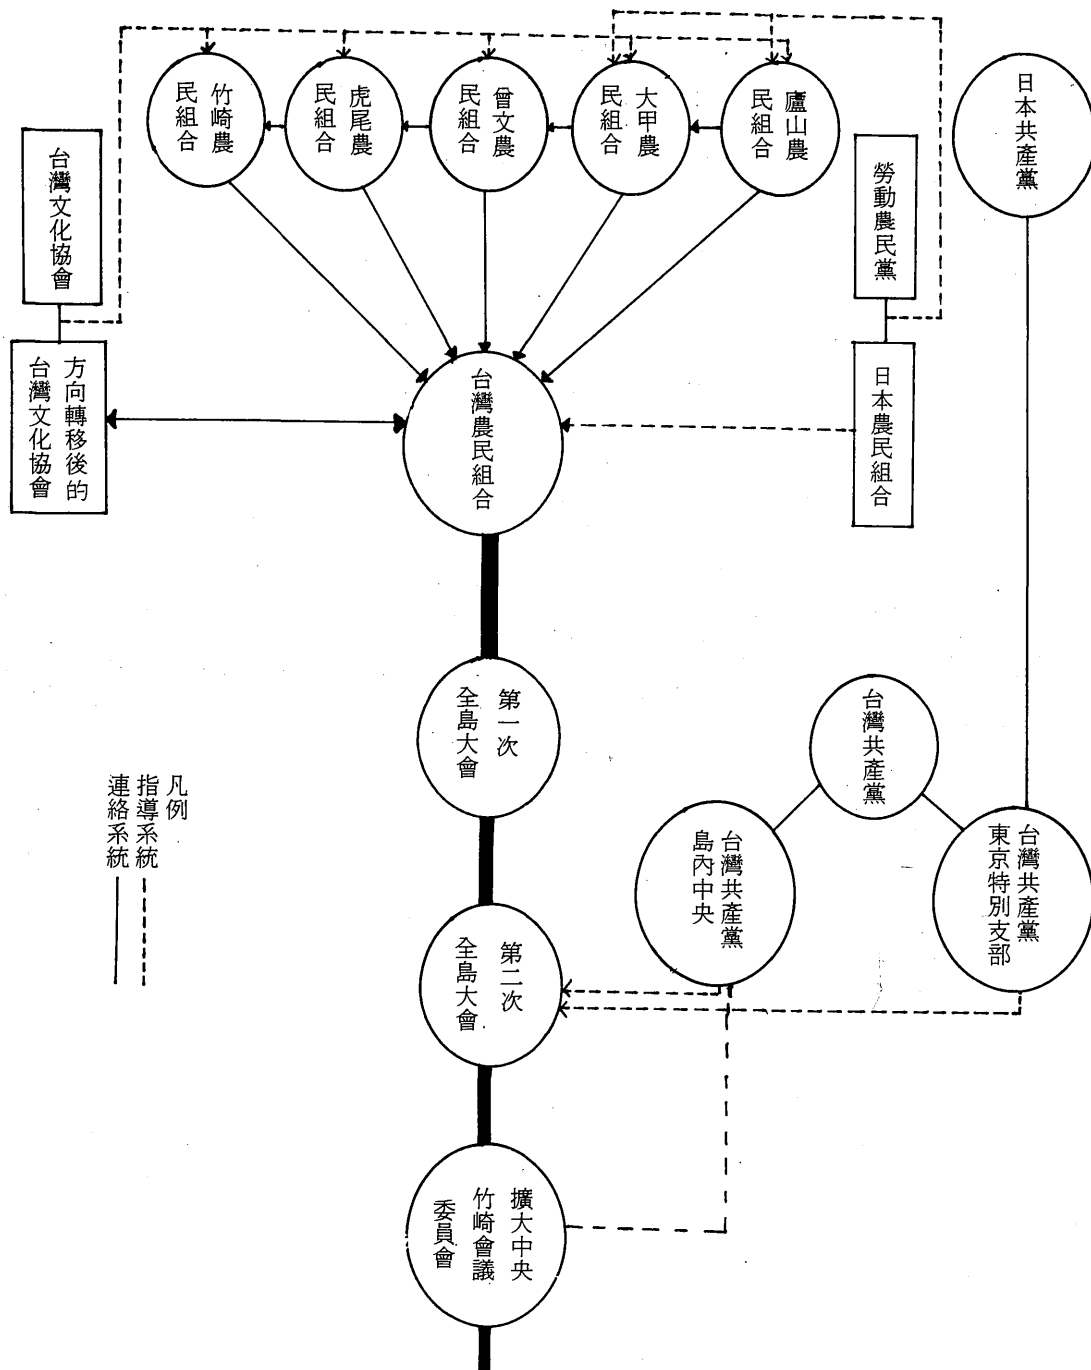 日本共產黨
勞動農民黨
日本農民組合
廬山農
民組合
大甲農
民組合
曾文農
民組合
虎尾農
民組合
竹崎農
民組合
台灣文化協會
方向轉移後的
台灣文化協會
台灣農民組合
第一次
全島大會
台灣共產黨
台灣共產黨
東京特別支部
台灣共產黨
島內中央
第二次
全島大會
擴大中央
竹崎會議
委員會
凡例
指導系統
連絡系統